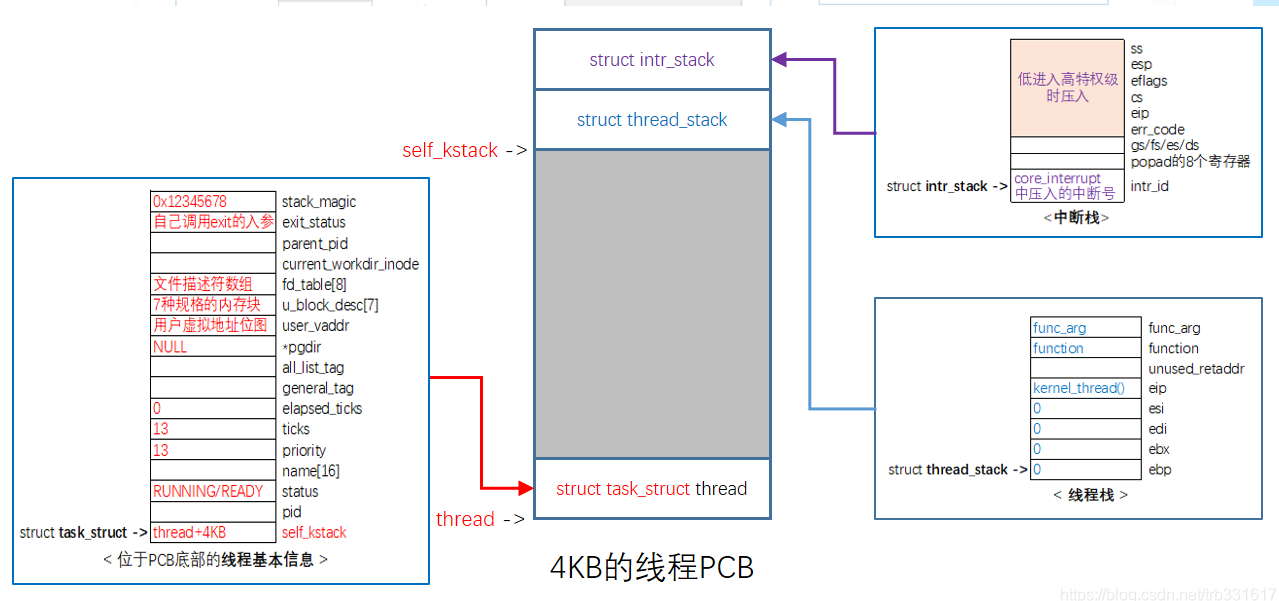 struct intr_stack
struct thread_stack
self_kstack ->
struct task_struct thread
thread ->
4KB的线程PCB
0x12345678 stack_magic
自己调用exit的入参 exit_status
parent_pid
current_workdir_inode
文件描述符数组 fd_table[8]
7种规格的内存块 u_block_desc[7]
用户虚拟地址位图 user_vaddr
NULL *pgdir
all_list_tag
general_tag
0 elapsed_ticks
13 ticks
13 priority
name[16]
RUNNING/READY status
pid
struct task_struct -> thread+4KB self_kstack
< 位于PCB底部的线程基本信息 >
低进入高特权级
时压入
ss
esp
eflags
cs
eip
err_code
gs/fs/es/ds
popad的8个寄存器
struct intr_stack -> core_interrupt
中压入的中断号 intr_id
<中断栈>
func_arg func_arg
function function
unused_retaddr
kernel_thread() eip
0 esi
0 edi
0 ebx
struct thread_stack -> 0 ebp
< 线程栈 >
https://blog.csdn.net/trb331617